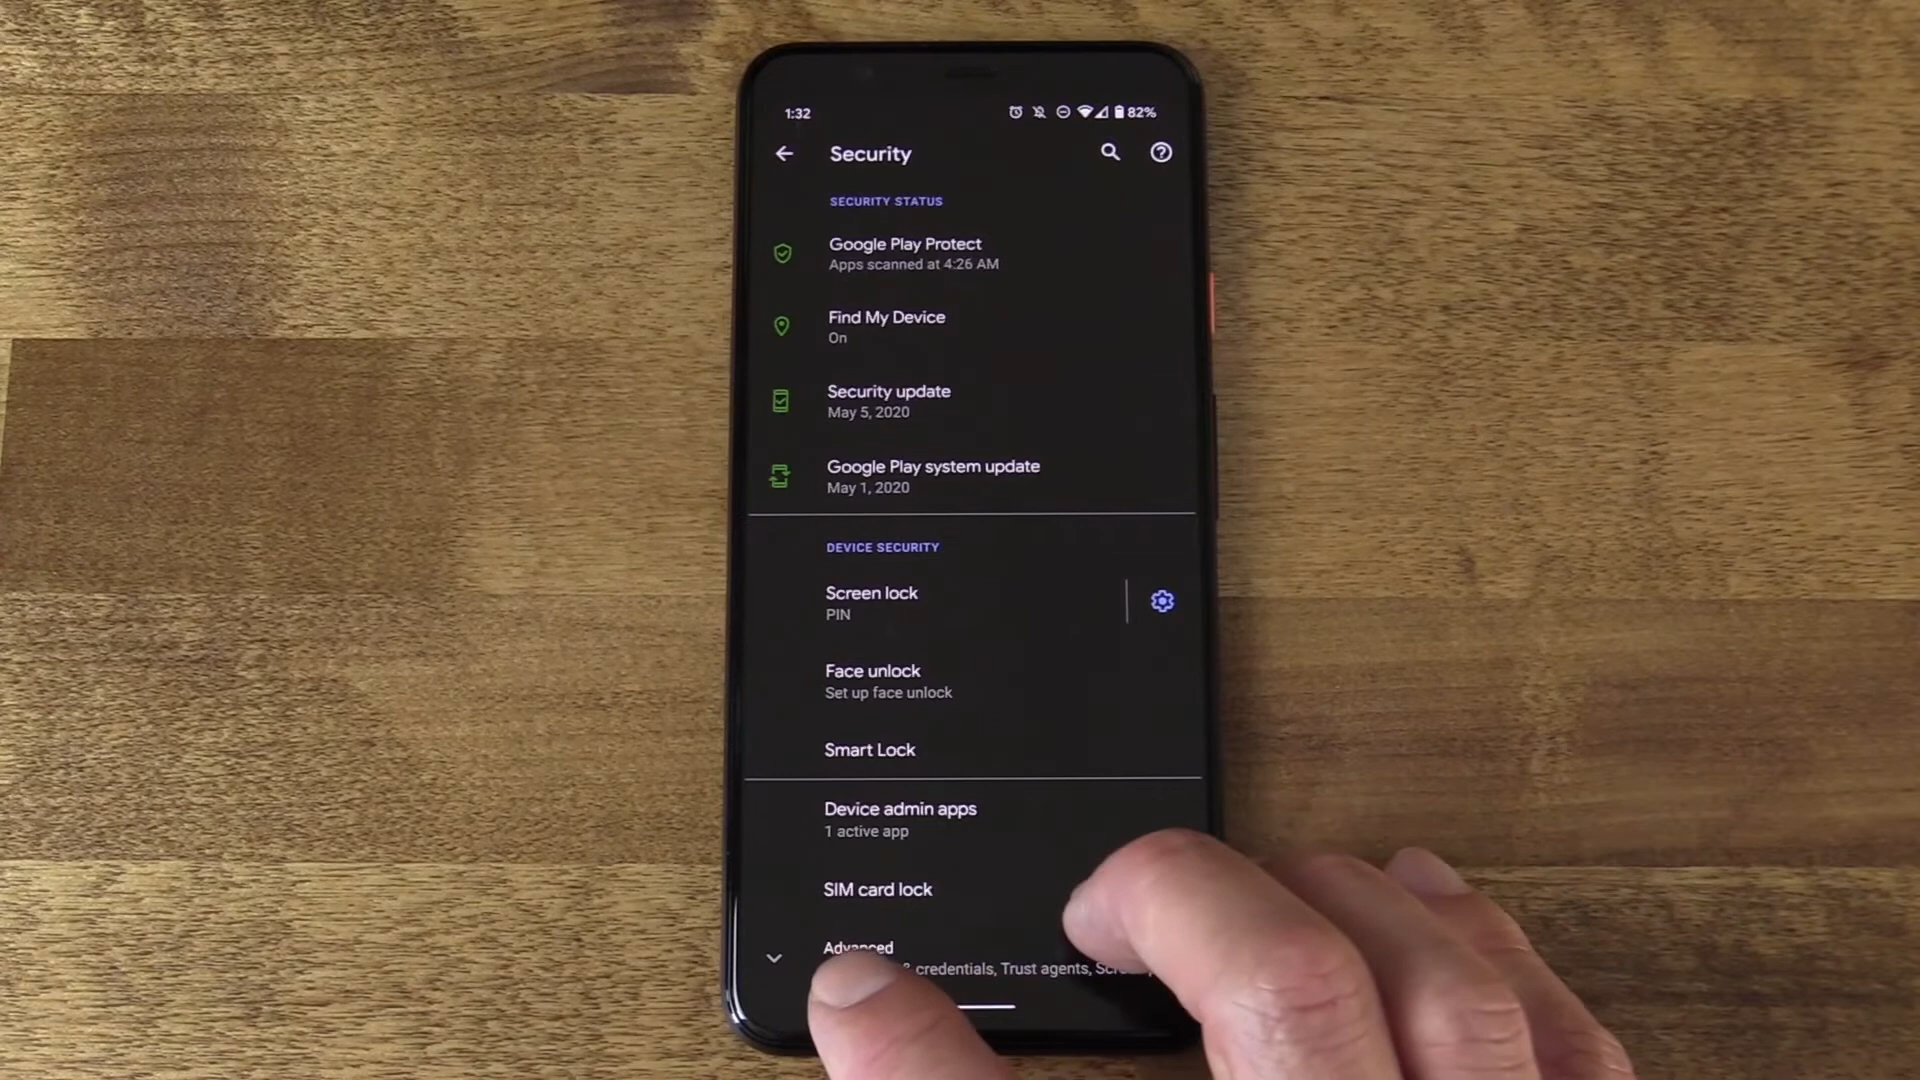 1:32
82%
Security
SECURITY STATUS
Google Play Protect
Apps scanned at 4:26 AM
Find My Device
On
Security update
May 5, 2020
Google Play system update
May 1, 2020
DEVICE SECURITY
Screen lock
PIN
Face unlock
Set up face unlock
Smart Lock
Device admin apps
1 active app
SIM card lock
Advanced
& credentials, Trust agents,